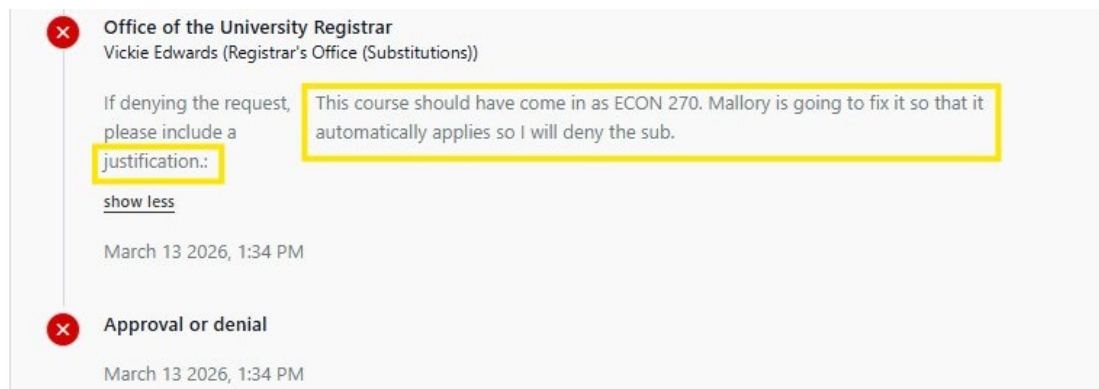 Office of the University Registrar
Vickie Edwards (Registrar's Office (Substitutions))
If denying the request,
please include a
justification.:
This course should have come in as ECON 270. Mallory is going to fix it so that it
automatically applies so I will deny the sub.
show less
March 13 2026, 1:34 PM
Approval or denial
March 13 2026, 1:34 PM